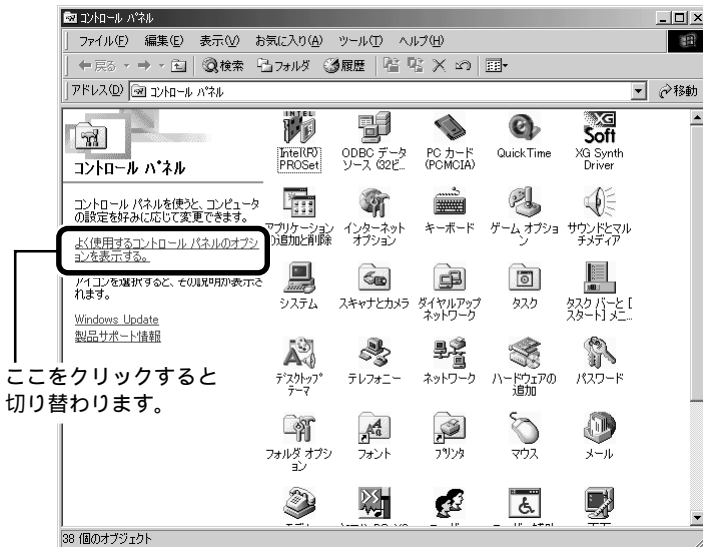 コントロール パネル
ファイル(F) 編集(E) 表示(V) お気に入り(A) ツール(T) ヘルプ(H)
戻る 検索 フォルダ 履歴
アドレス(D) コントロール パネル 移動
コントロール パネル
コントロール パネルを使うと、コンピュータ
の設定を好みに応じて変更できます。
よく使用するコントロール パネルのオプシ
ョンを表示する。
アイコンを選択すると、その説明が表示さ
れます。
Windows Update
製品サポート情報
ここをクリックすると
切り替わります。
INTEL
Intel(R)
PROSet
ODBC データ
ソース (32ビ...
PC カード
(PCMCIA)
QuickTime
XG
Soft
XG Synth
Driver
アプリケーション
の追加と削除
インターネット
オプション
キーボード
ゲーム オプショ
ン
サウンドとマル
チメディア
システム
スキャナとカメラ
ダイヤルアップ
ネットワーク
タスク
タスク バーと [
スタート] メニ...
デスクトップ
テーマ
テレフォニー
ネットワーク
ハードウェアの
追加
パスワード
フォルダ オプシ
ョン
フォント
プリンタ
マウス
メール
38 個のオブジェクト